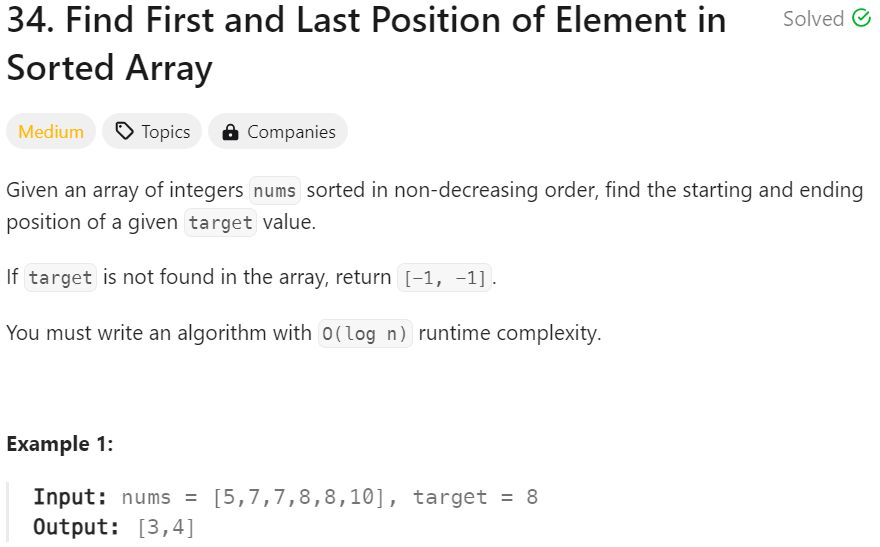 34. Find First and Last Position of Element in
Solved
Sorted Array
Medium
Topics
Companies
Given an array of integers nums sorted in non-decreasing order, find the starting and ending
position of a given target value.
If target is not found in the array, return [-1, -1].
You must write an algorithm with O(log n) runtime complexity.
Example 1:
Input: nums = [5,7,7,8,8,10], target = 8
Output: [3,4]